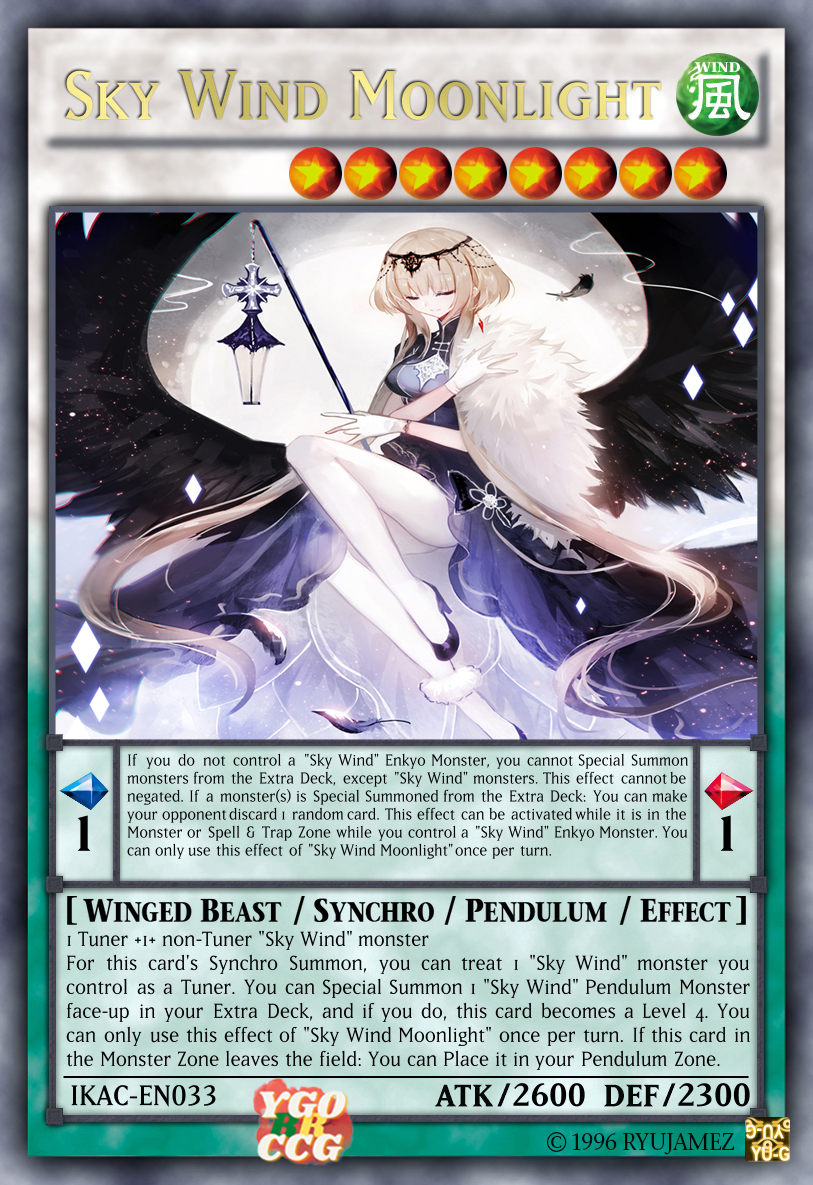 Sky Wind Moonlight
WIND
風
If you do not control a "Sky Wind" Enkyo Monster, you cannot Special Summon
monsters from the Extra Deck, except "Sky Wind" monsters. This effect cannot be
negated. If a monster(s) is Special Summoned from the Extra Deck: You can make
your opponent discard 1 random card. This effect can be activated while it is in the
Monster or Spell & Trap Zone while you control a "Sky Wind" Enkyo Monster. You
can only use this effect of "Sky Wind Moonlight" once per turn.
1
1
[ Winged Beast / Synchro / Pendulum / Effect ]
1 Tuner +1+ non-Tuner "Sky Wind" monster
For this card's Synchro Summon, you can treat 1 "Sky Wind" monster you
control as a Tuner. You can Special Summon 1 "Sky Wind" Pendulum Monster
face-up in your Extra Deck, and if you do, this card becomes a Level 4. You
can only use this effect of "Sky Wind Moonlight" once per turn. If this card in
the Monster Zone leaves the field: You can Place it in your Pendulum Zone.
IKAC-EN033
ATK/2600 DEF/2300
YGO
RR
CCG
© 1996 RYUJAMEZ
YU-G